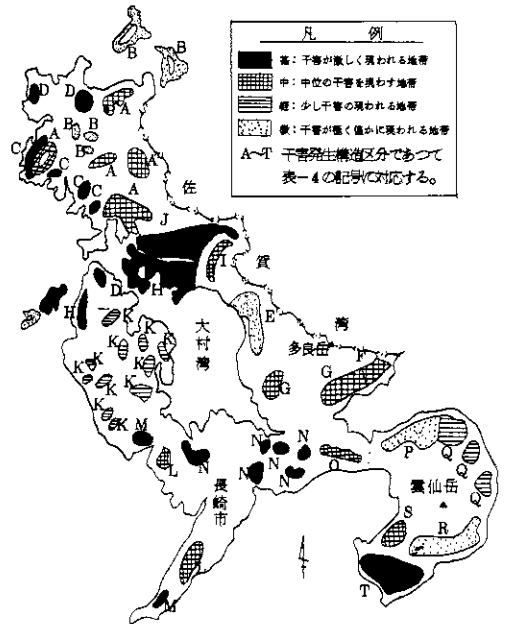 凡 例
甚：干害が激しく現われる地帯
中：中位の干害を現わす地帯
軽：少し干害の現われる地帯
微：干害が極く僅かに現われる地帯
A～T 干害発生構造区分であつて
表－4の記号に対応する。
B
B
D
D
A
B
B
C
A
A
A
C
C
C
A
佐
J
賀
I
D
H
H
大村湾
E
湾
K
K
K
K
K
K
K
K
K
K
多良岳
F
G
G
M
L
N
N
N
N
N
N
O
P
Q
Q
Q
長崎市
雲仙岳
S
R
T
M